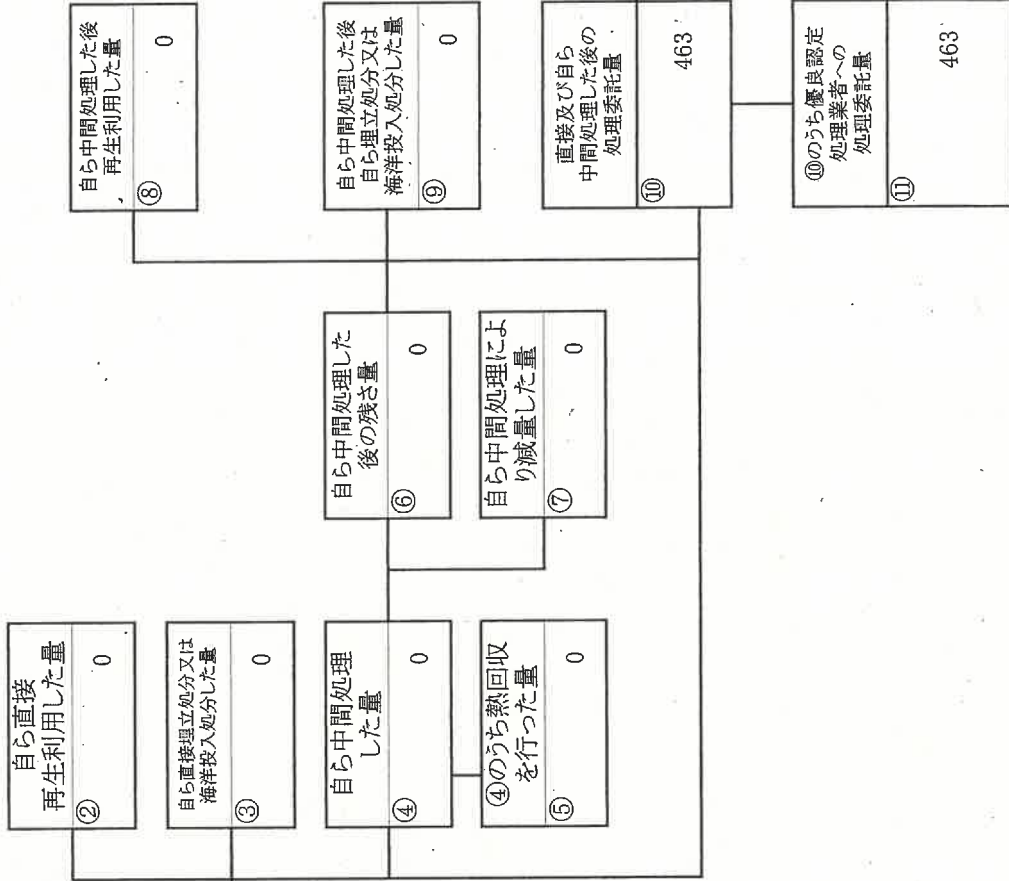 自ら直接
再生利用した量
②
0
自ら直接埋立処分又は
海洋投入処分した量
③
0
自ら中間処理
した量
④
0
④のうち熱回収
を行った量
⑤
0
自ら中間処理した
後の残さ量
⑥
0
自ら中間処理によ
り減量した量
⑦
0
自ら中間処理した後
再生利用した量
⑧
0
自ら中間処理した後
自ら埋立処分又は
海洋投入処分した量
⑨
0
直接及び自ら
中間処理した後の
処理委託量
⑩
463
⑩のうち優良認定
処理業者への
処理委託量
⑪
463